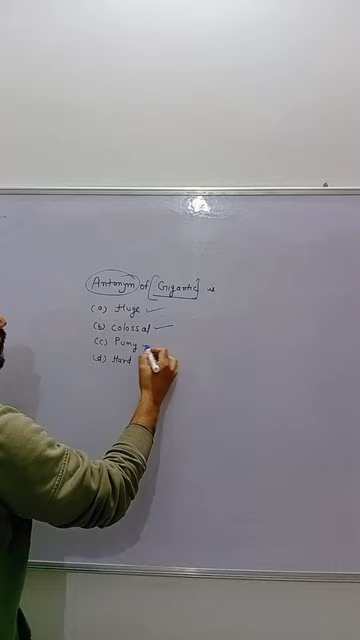 Antonym of [Gigantic] is
(a) Huge
(b) Colossal
(c) Puny
(d) Hard